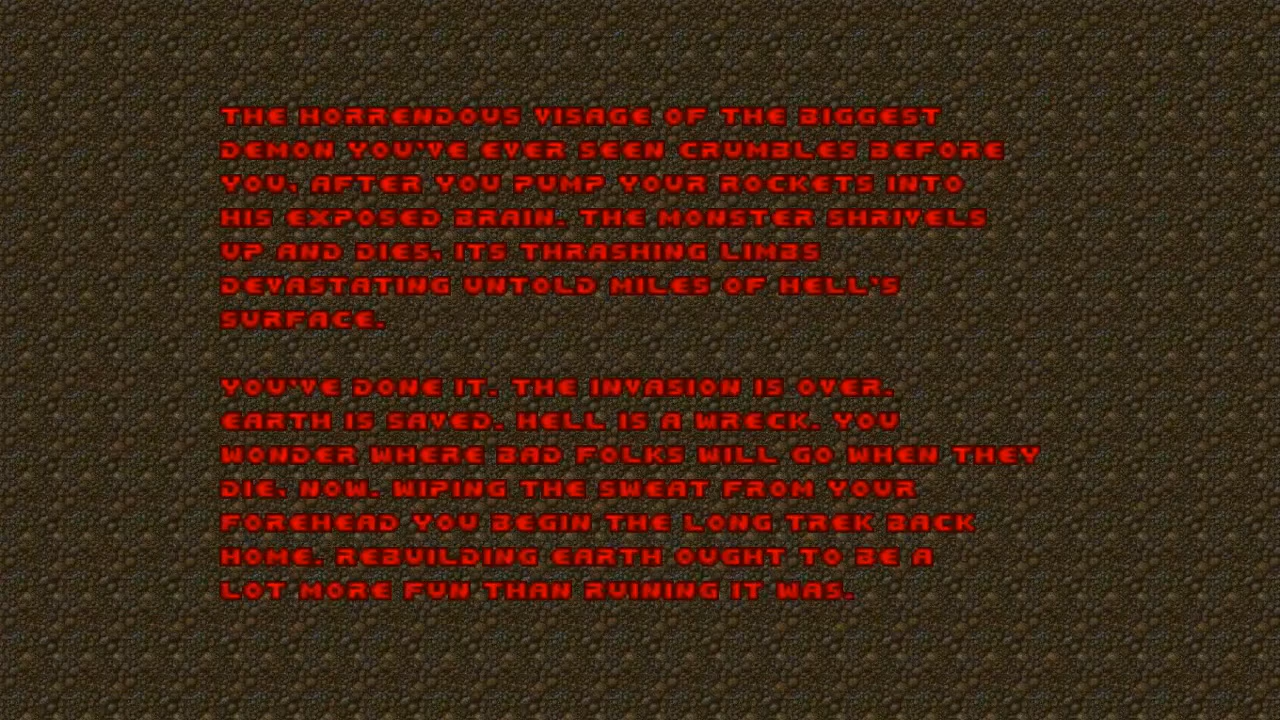 THE HORRENDOUS VISAGE OF THE BIGGEST
DEMON YOU'VE EVER SEEN CRUMBLES BEFORE
YOU, AFTER YOU PUMP YOUR ROCKETS INTO
HIS EXPOSED BRAIN. THE MONSTER SHRIVELS
UP AND DIES, ITS THRASHING LIMBS
DEVASTATING UNTOLD MILES OF HELL'S
SURFACE.
YOU'VE DONE IT. THE INVASION IS OVER.
EARTH IS SAVED. HELL IS A WRECK. YOU
WONDER WHERE BAD FOLKS WILL GO WHEN THEY
DIE, NOW. WIPING THE SWEAT FROM YOUR
FOREHEAD YOU BEGIN THE LONG TREK BACK
HOME. REBUILDING EARTH OUGHT TO BE A
LOT MORE FUN THAN RUINING IT WAS.